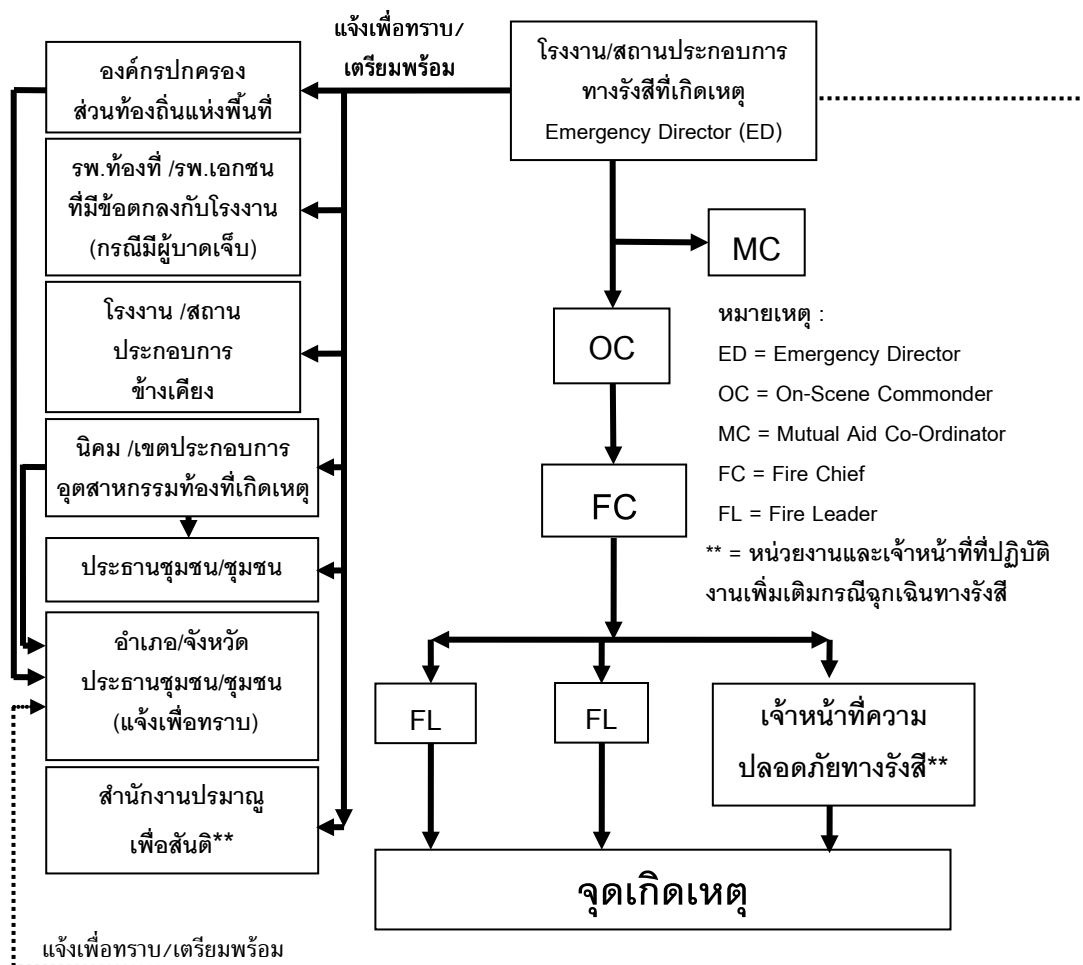 แจ้งเพื่อทราบ/
เตรียมพร้อม
โรงงาน/สถานประกอบการ
ทางรังสีที่เกิดเหตุ
Emergency Director (ED)
องค์กรปกครอง
ส่วนท้องถิ่นแห่งพื้นที่
รพ.ท้องที่ /รพ.เอกชน
ที่มีข้อตกลงกับโรงงาน
(กรณีมีผู้บาดเจ็บ)
โรงงาน /สถาน
ประกอบการ
ข้างเคียง
นิคม /เขตประกอบการ
อุตสาหกรรมท้องที่เกิดเหตุ
ประธานชุมชน/ชุมชน
อำเภอ/จังหวัด
ประธานชุมชน/ชุมชน
(แจ้งเพื่อทราบ)
สำนักงานปรมาณู
เพื่อสันติ**
แจ้งเพื่อทราบ/เตรียมพร้อม
MC
OC
FC
หมายเหตุ :
ED = Emergency Director
OC = On-Scene Commonder
MC = Mutual Aid Co-Ordinator
FC = Fire Chief
FL = Fire Leader
** = หน่วยงานและเจ้าหน้าที่ที่ปฏิบัติ
งานเพิ่มเติมกรณีฉุกเฉินทางรังสี
FL
FL
เจ้าหน้าที่ความ
ปลอดภัยทางรังสี**
จุดเกิดเหตุ